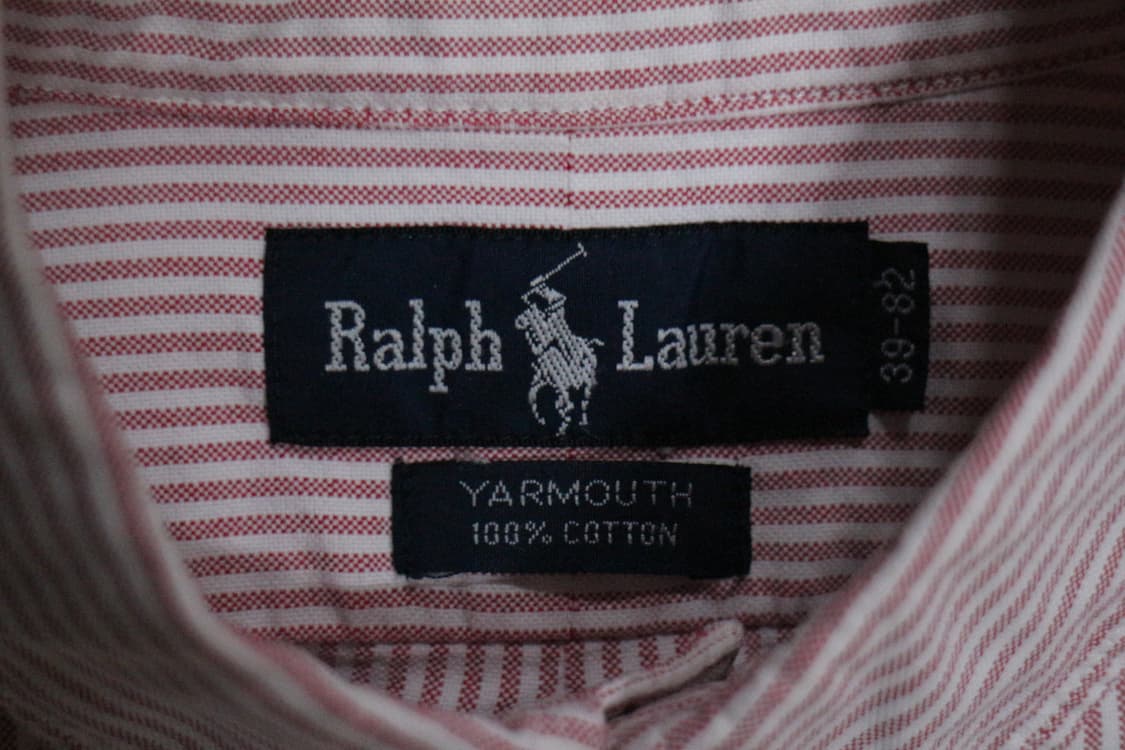 Ralph Lauren
39-82
YARMOUTH
100% COTTON